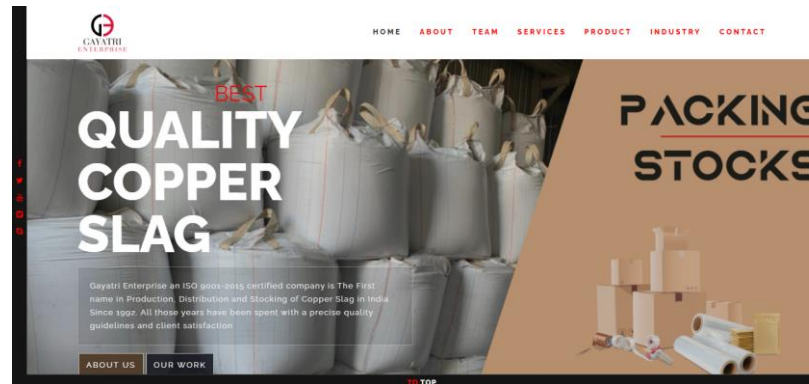 GAYATRI
ENTERPRISE
HOME ABOUT TEAM SERVICES PRODUCT INDUSTRY CONTACT
BEST
QUALITY
COPPER
SLAG
Gayatri Enterprise an ISO 9001-2015 certified company is The First
name in Production, Distribution and Stocking of Copper Slag in India
Since 1992. All those years have been spent with a precise quality
guidelines and client satisfaction
ABOUT US OUR WORK
PACKING
STOCKS
TO TOP